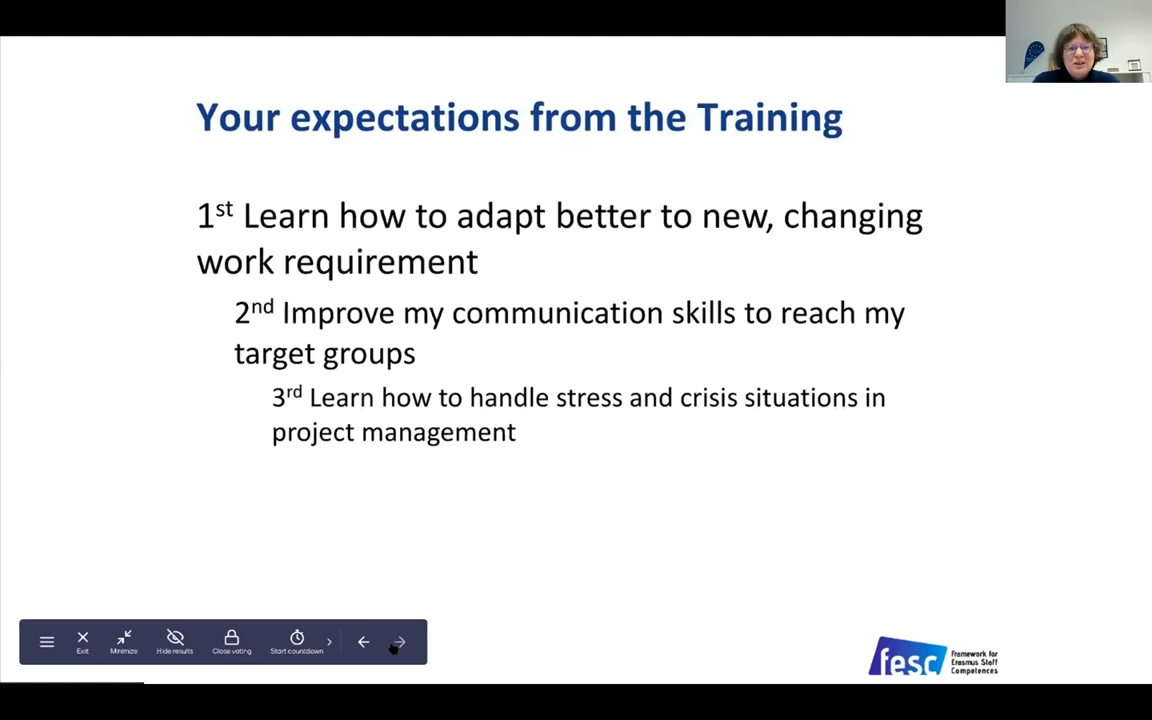 Your expectations from the Training
1st Learn how to adapt better to new, changing
work requirement
2nd Improve my communication skills to reach my
target groups
3rd Learn how to handle stress and crisis situations in
project management
Exit
Minimize
Hide results
Close voting
Start countdown
fesc
Framework for
Erasmus Staff
Competences